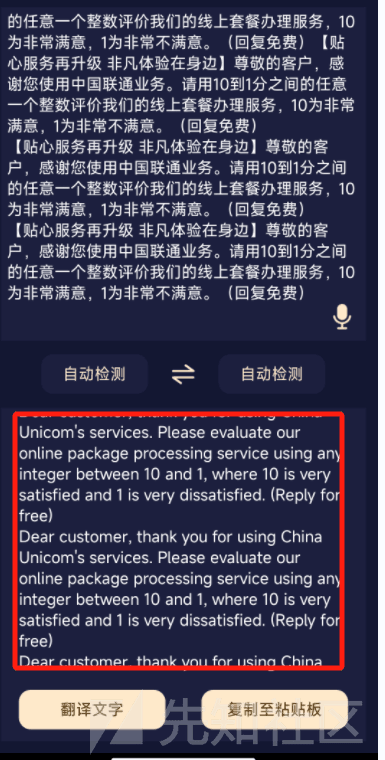 的任意一个整数评价我们的线上套餐办理服务，10
为非常满意，1为非常不满意。（回复免费）【贴
心服务再升级 非凡体验在身边】尊敬的客户，感
谢您使用中国联通业务。请用10到1分之间的任意
一个整数评价我们的线上套餐办理服务，10为非常
满意，1为非常不满意。（回复免费）
【贴心服务再升级 非凡体验在身边】尊敬的客
户，感谢您使用中国联通业务。请用10到1分之间
的任意一个整数评价我们的线上套餐办理服务，10
为非常满意，1为非常不满意。（回复免费）
【贴心服务再升级 非凡体验在身边】尊敬的客
户，感谢您使用中国联通业务。请用10到1分之间
的任意一个整数评价我们的线上套餐办理服务，10
为非常满意，1为非常不满意。（回复免费）
自动检测 自动检测
Dear customer, thank you for using China
Unicom's services. Please evaluate our
online package processing service using any
integer between 10 and 1, where 10 is very
satisfied and 1 is very dissatisfied. (Reply for
free)
Dear customer, thank you for using China
Unicom's services. Please evaluate our
online package processing service using any
integer between 10 and 1, where 10 is very
satisfied and 1 is very dissatisfied. (Reply for
free)
Dear customer, thank you for using China
翻译文字 复制至粘贴板
先知社区